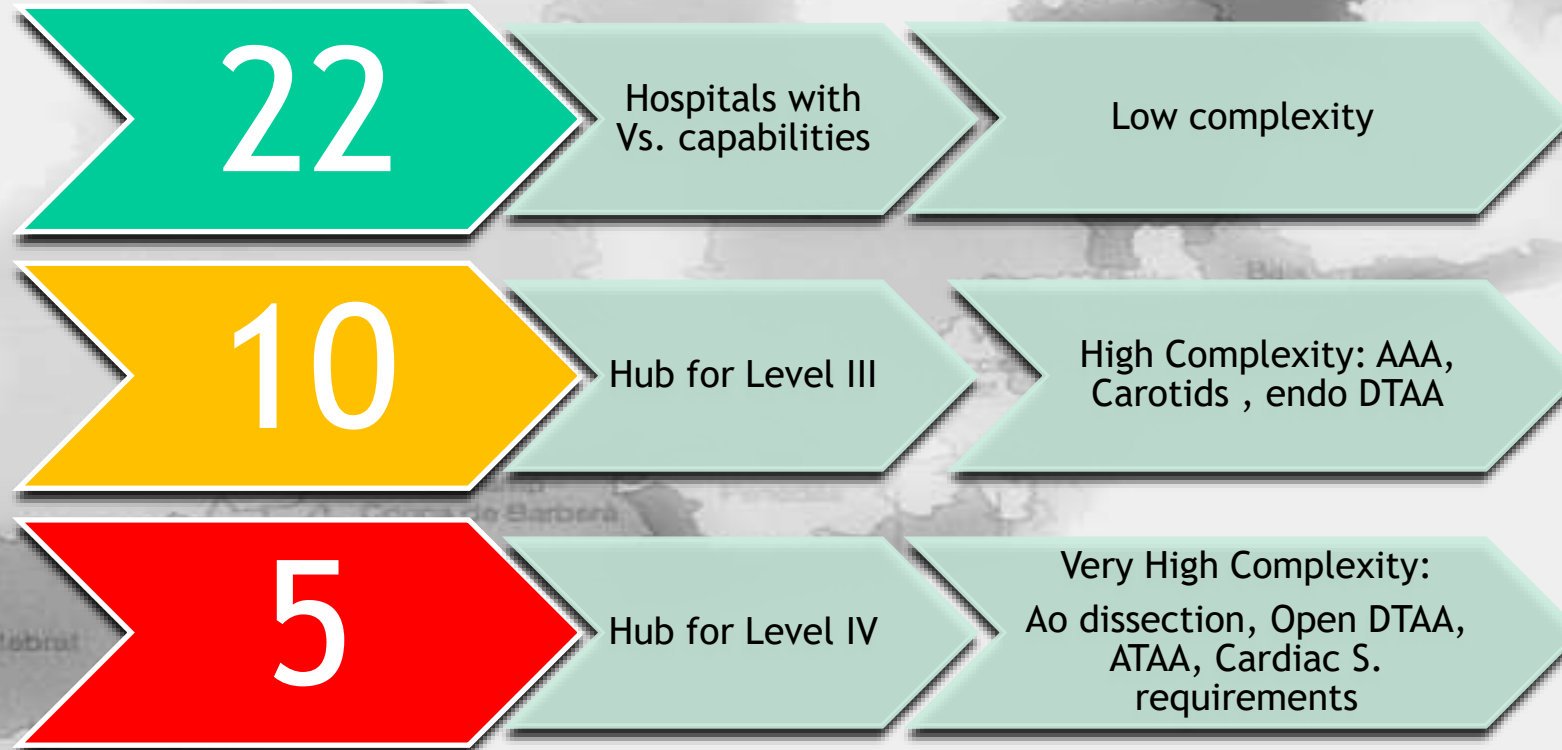 22
Hospitals with
Vs. capabilities
Low complexity
10
Hub for Level III
High Complexity: AAA,
Carotids , endo DTAA
5
Hub for Level IV
Very High Complexity:
Ao dissection, Open DTAA,
ATAA, Cardiac S.
requirements